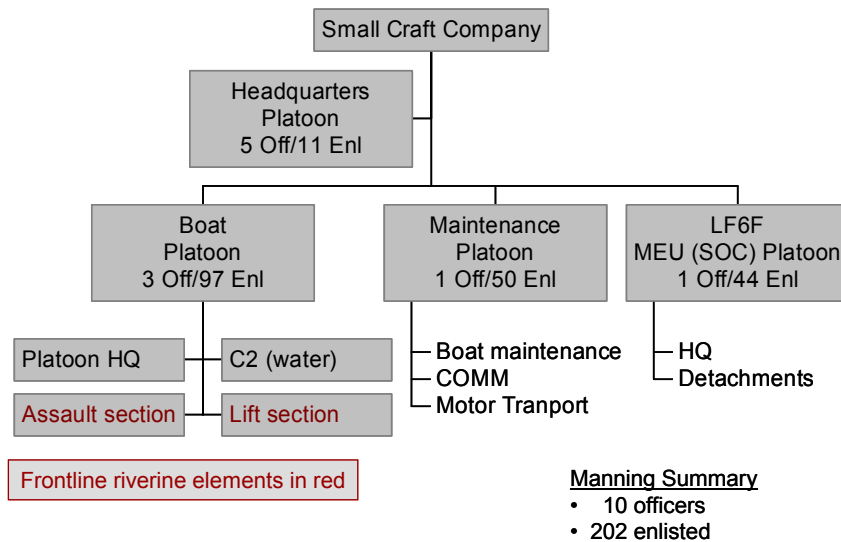 Small Craft Company
Headquarters
Platoon
5 Off/11 Enl
Boat
Platoon
3 Off/97 Enl
Maintenance
Platoon
1 Off/50 Enl
LF6F
MEU (SOC) Platoon
1 Off/44 Enl
Platoon HQ
C2 (water)
Assault section
Lift section
Boat maintenance
COMM
Motor Tranport
HQ
Detachments
Frontline riverine elements in red
Manning Summary
• 10 officers
• 202 enlisted